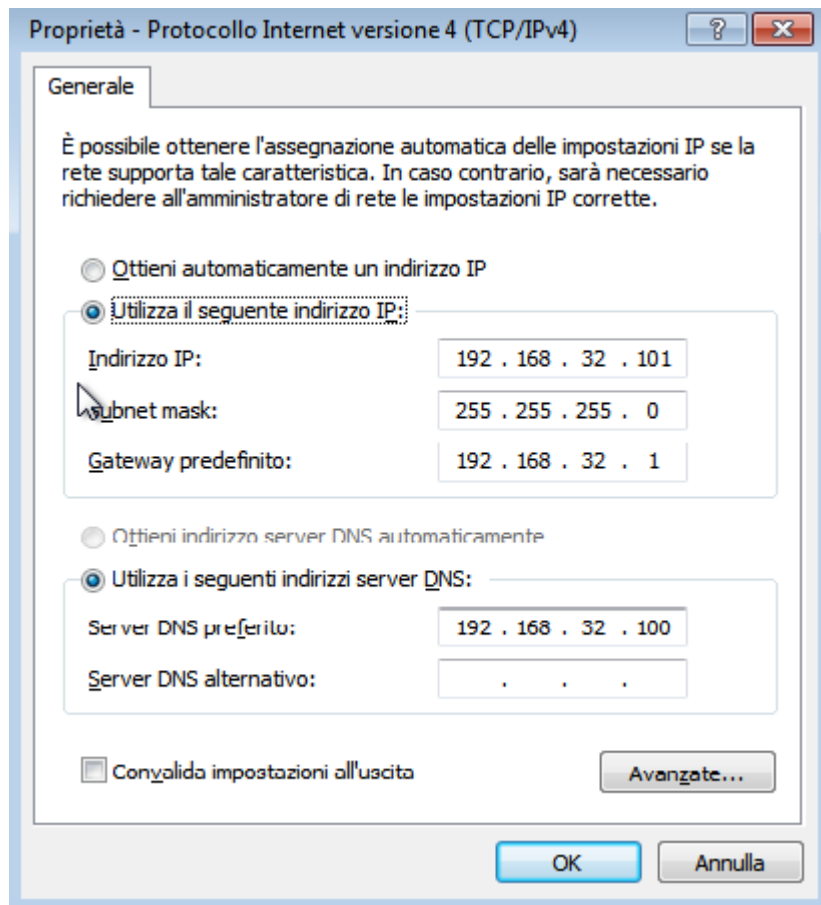 Proprietà - Protocollo Internet versione 4 (TCP/IPv4)
Generale
È possibile ottenere l'assegnazione automatica delle impostazioni IP se la
rete supporta tale caratteristica. In caso contrario, sarà necessario
richiedere all'amministratore di rete le impostazioni IP corrette.
Ottieni automaticamente un indirizzo IP
Utilizza il seguente indirizzo IP:
Indirizzo IP: 192 . 168 . 32 . 101
Subnet mask: 255 . 255 . 255 . 0
Gateway predefinito: 192 . 168 . 32 . 1
Ottieni indirizzo server DNS automaticamente
Utilizza i seguenti indirizzi server DNS:
Server DNS preferito: 192 . 168 . 32 . 100
Server DNS alternativo: . . .
Convalida impostazioni all'uscita Avanzate...
OK Annulla